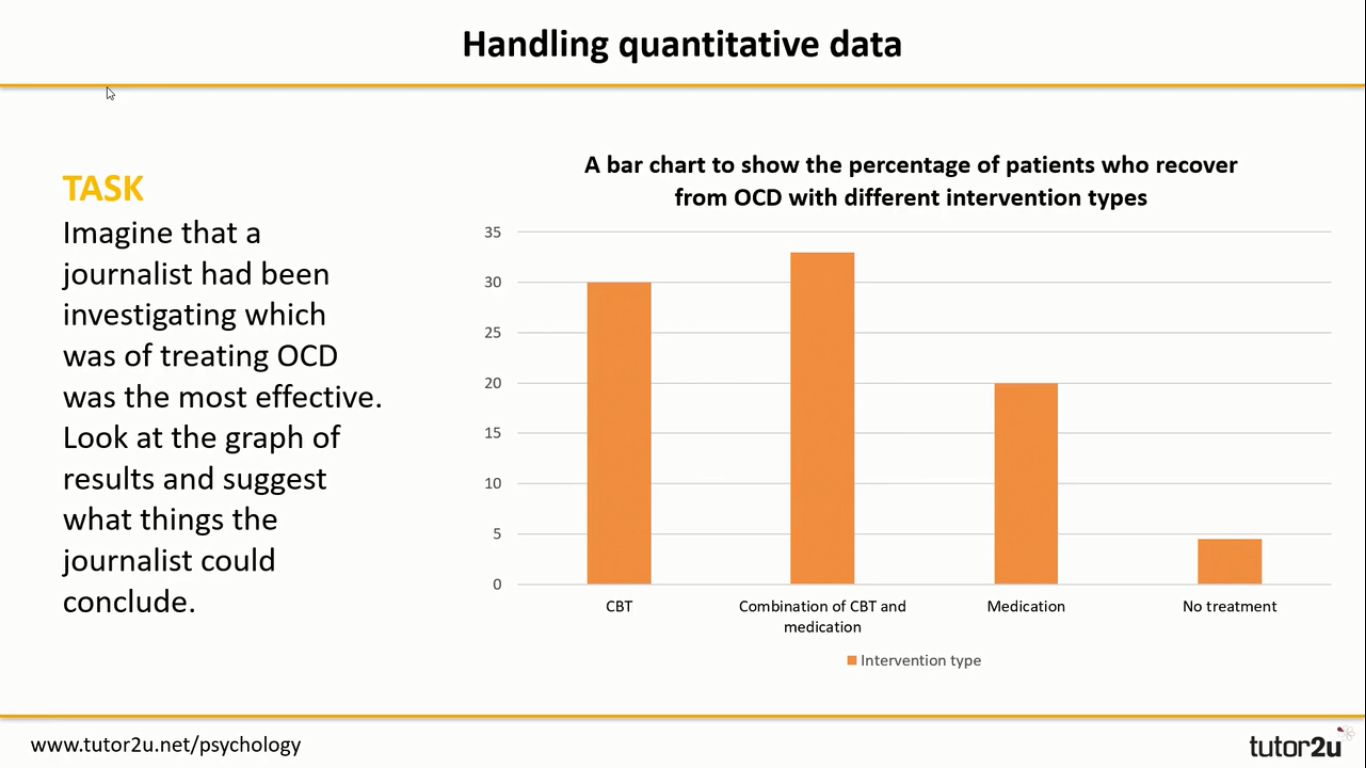 Handling quantitative data
TASK
Imagine that a
journalist had been
investigating which
was of treating OCD
was the most effective.
Look at the graph of
results and suggest
what things the
journalist could
conclude.
A bar chart to show the percentage of patients who recover
from OCD with different intervention types
35
30
25
20
15
10
5
0
CBT
Combination of CBT and
medication
Medication
No treatment
Intervention type
www.tutor2u.net/psychology
tutor2u